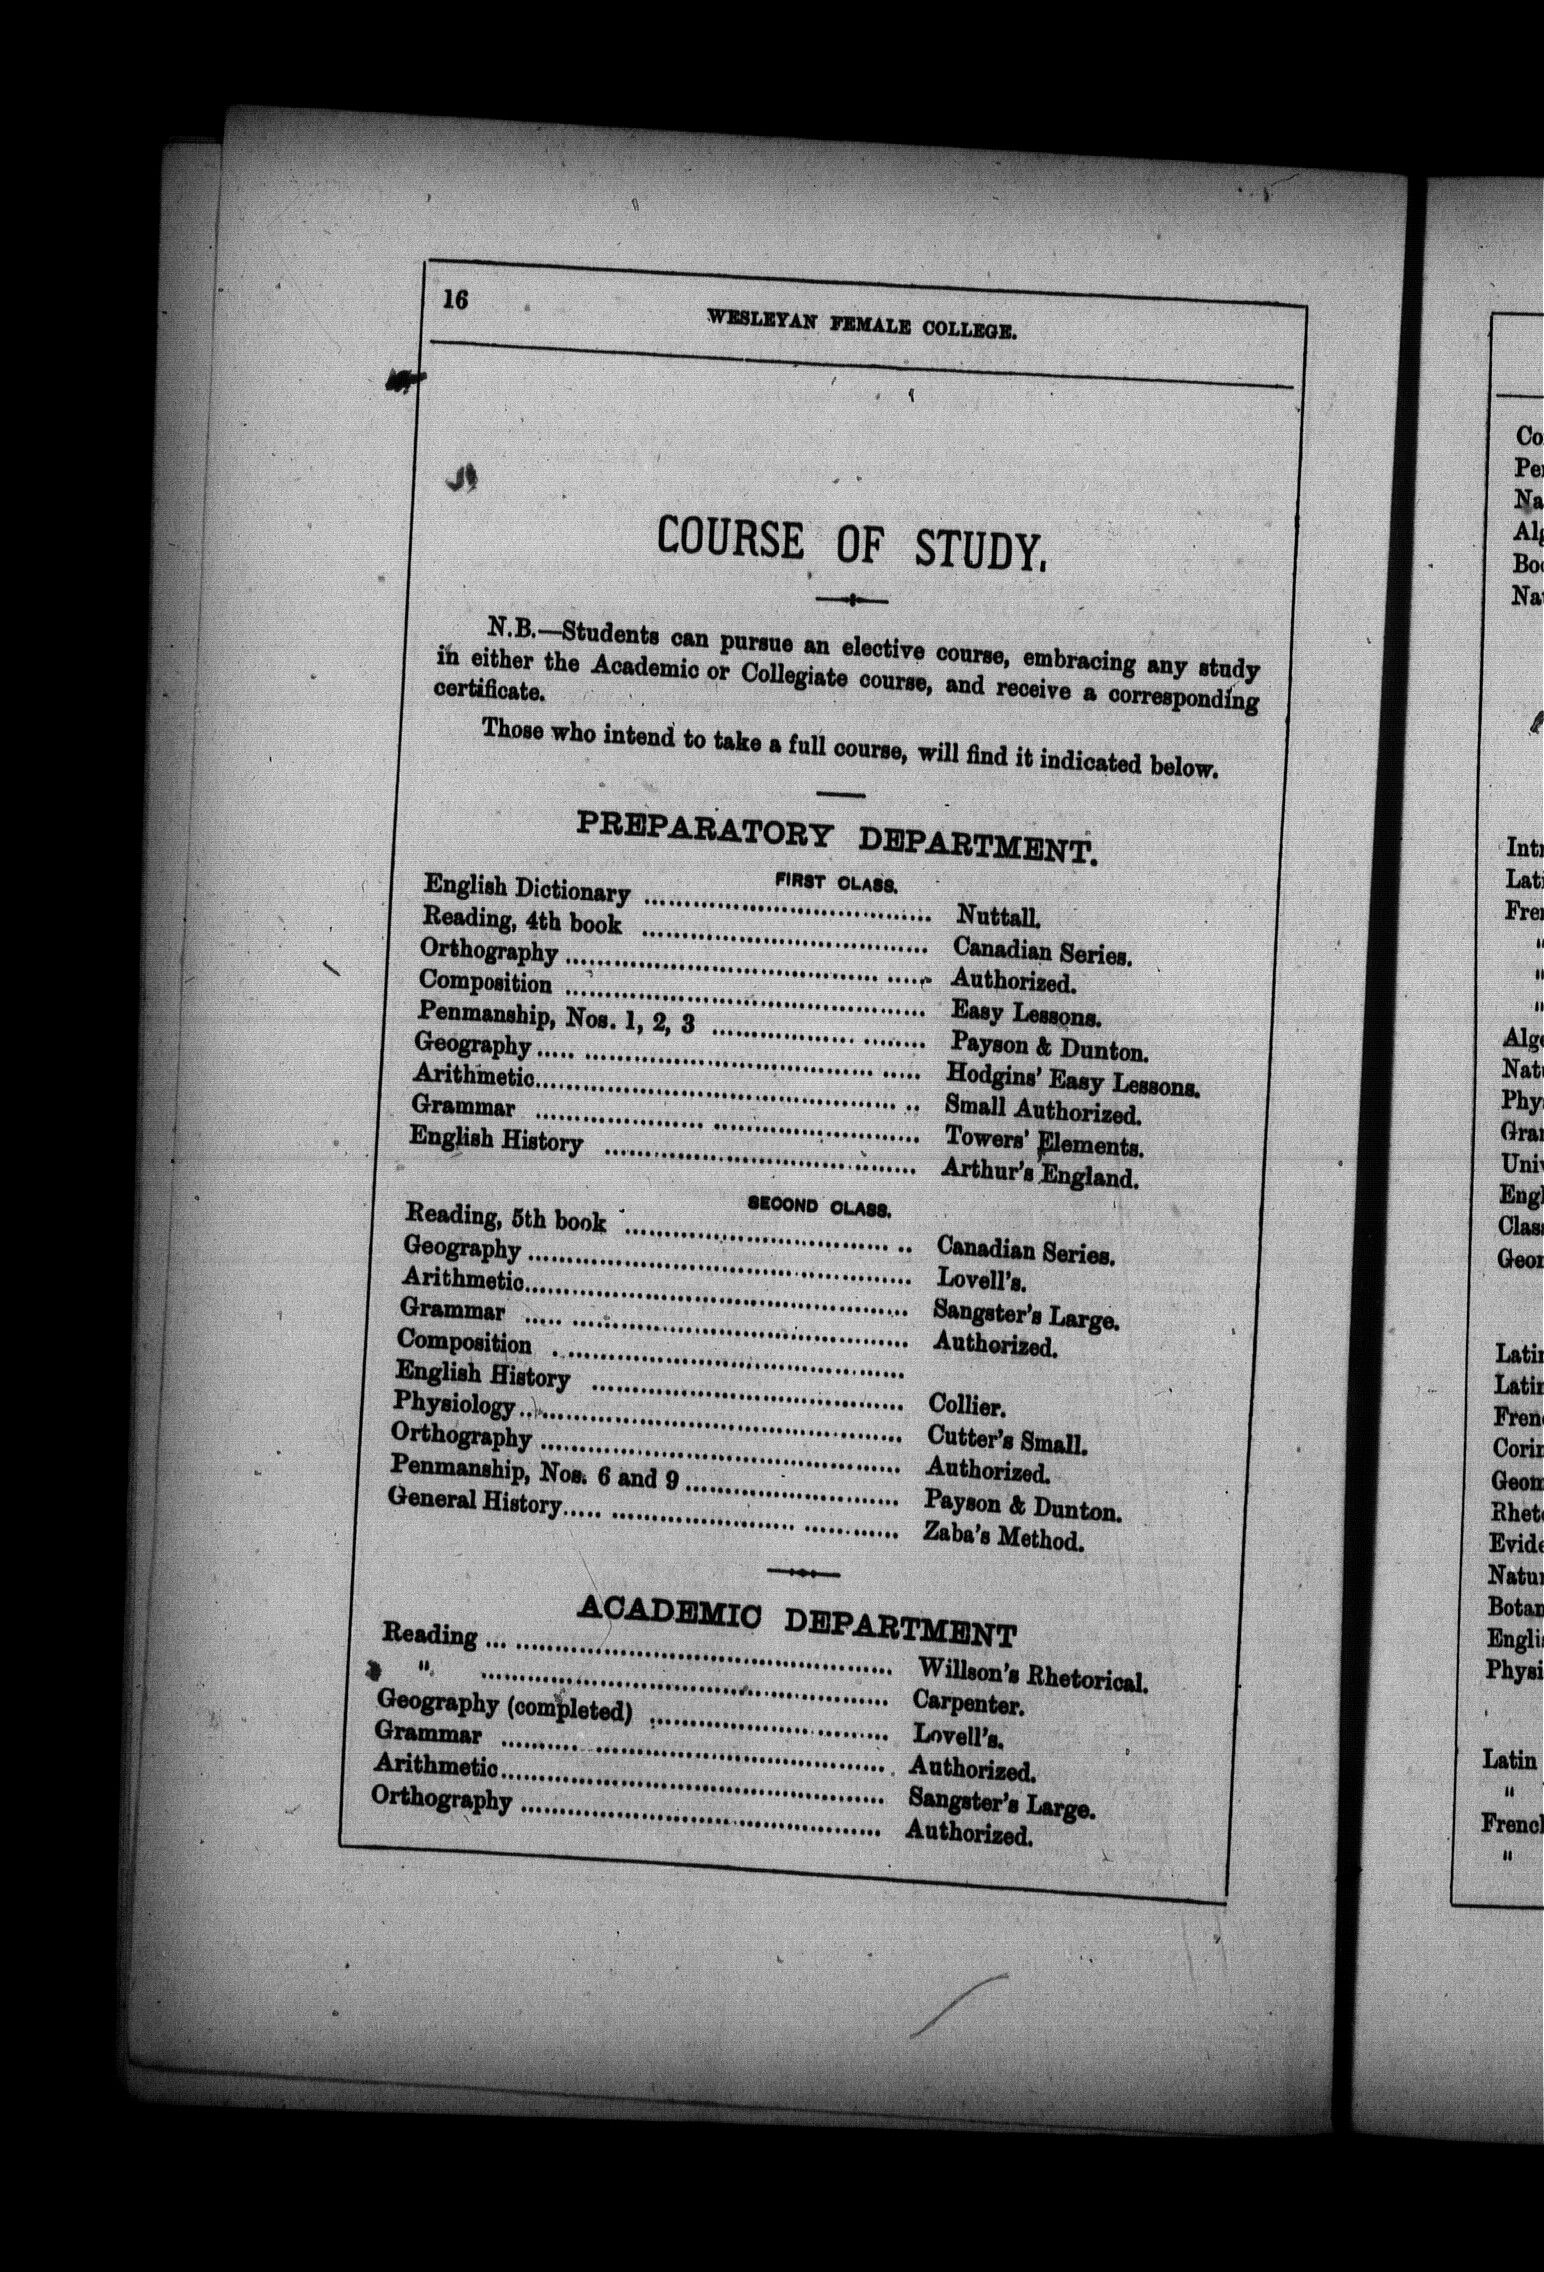 16
WESLEYAN FEMALE COLLEGE.
COURSE OF STUDY.
N.B.—Students can pursue an elective course, embracing any study
in either the Academic or Collegiate course, and receive a corresponding
certificate.
Those who intend to take a full course, will find it indicated below.
PREPARATORY DEPARTMENT.
FIRST CLASS.
English Dictionary ........ Nuttall.
Reading, 4th book ........ Canadian Series.
Orthography ........ Authorized.
Composition ........ Easy Lessons.
Penmanship, Nos. 1, 2, 3 ........ Payson & Dunton.
Geography ........ Hodgins' Easy Lessons.
Arithmetic ........ Small Authorized.
Grammar ........ Towers' Elements.
English History ........ Arthur's England.
SECOND CLASS.
Reading, 5th book ........ Canadian Series.
Geography ........ Lovell's.
Arithmetic ........ Sangster's Large.
Grammar ........ Authorized.
Composition ........
English History ........ Collier.
Physiology ........ Cutter's Small.
Orthography ........ Authorized.
Penmanship, Nos. 6 and 9 ........ Payson & Dunton.
General History ........ Zaba's Method.
ACADEMIC DEPARTMENT
Reading ........ Willson's Rhetorical.
" ........ Carpenter.
Geography (completed) ........ Lovell's.
Grammar ........ Authorized.
Arithmetic ........ Sangster's Large.
Orthography ........ Authorized.
Latin
"
"